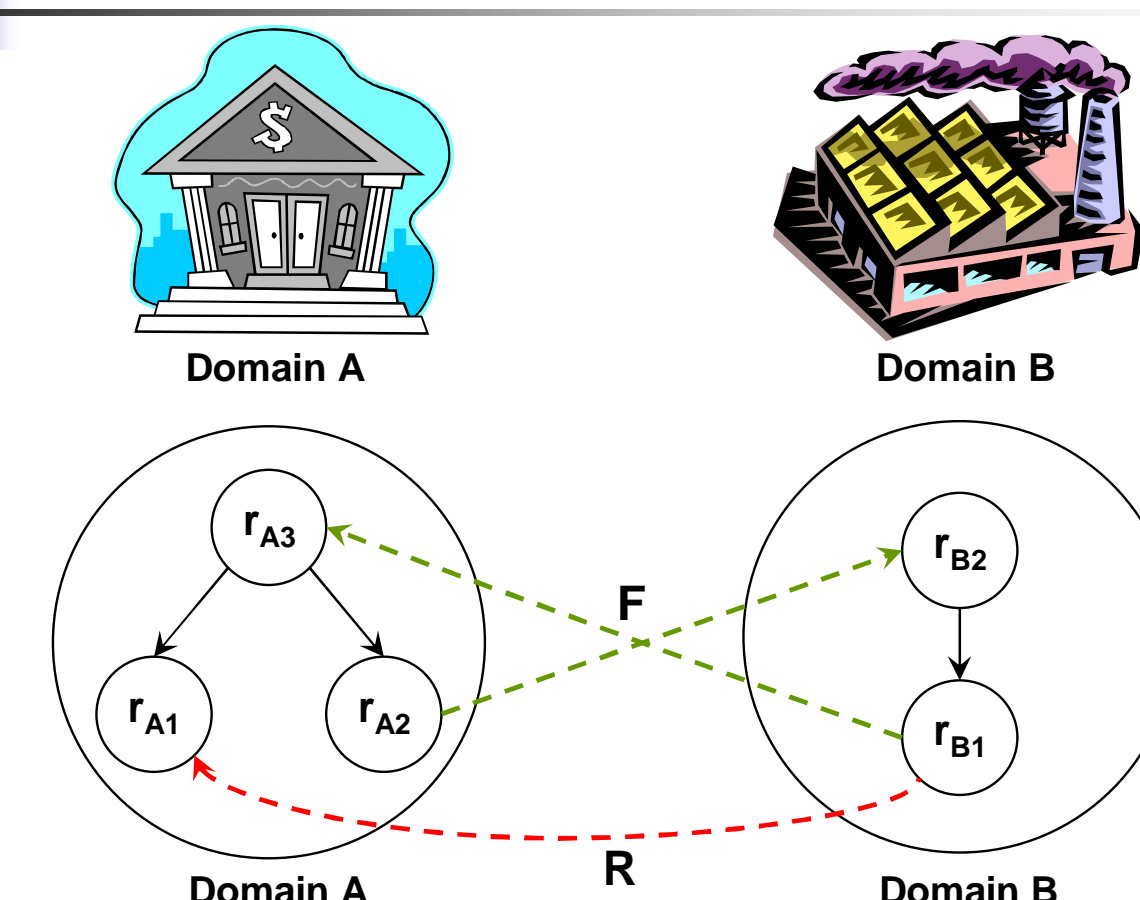 $
Domain A
Domain B
r_A3
r_B2
F
r_A1
r_A2
r_B1
R
Domain A
Domain B